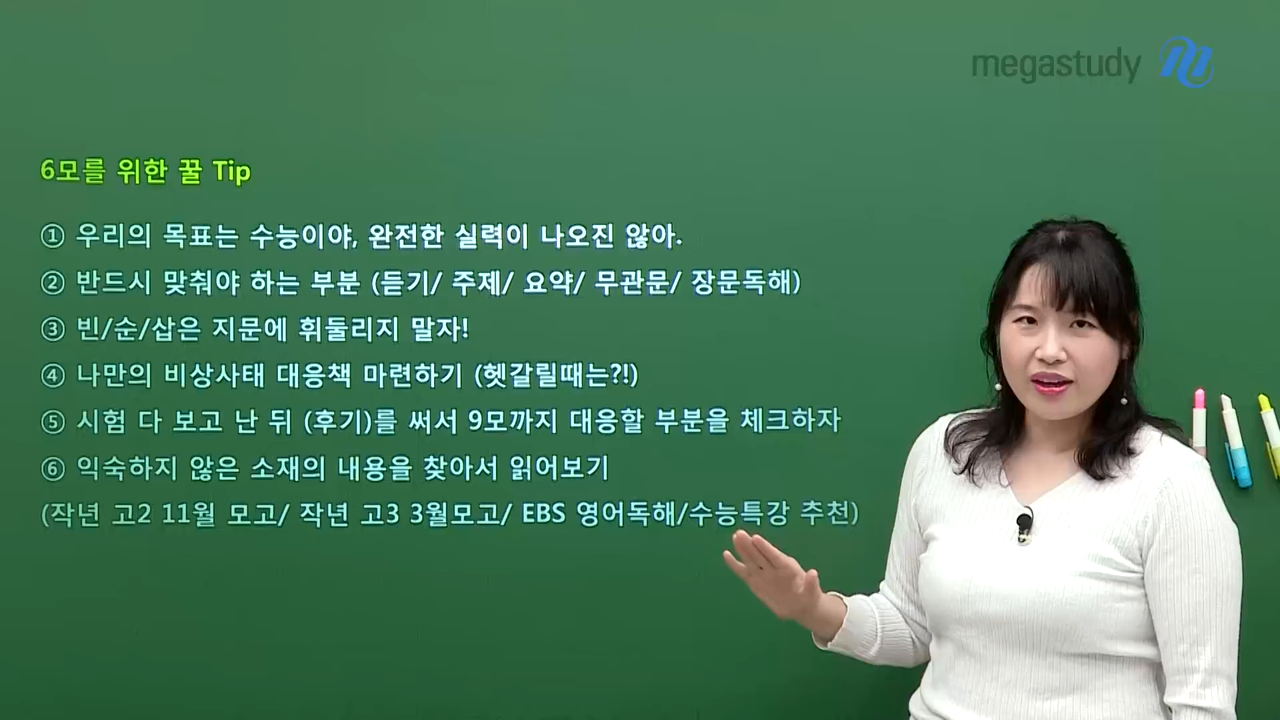 megastudy
6모를 위한 꿀 Tip
① 우리의 목표는 수능이야, 완전한 실력이 나오진 않아.
② 반드시 맞춰야 하는 부분 (듣기/ 주제/ 요약/ 무관문/ 장문독해)
③ 빈/순/삽은 지문에 휘둘리지 말자!
④ 나만의 비상사태 대응책 마련하기 (헷갈릴때는?!)
⑤ 시험 다 보고 난 뒤 (후기)를 써서 9모까지 대응할 부분을 체크하자
⑥ 익숙하지 않은 소재의 내용을 찾아서 읽어보기
(작년 고2 11월 모고/ 작년 고3 3월모고/ EBS 영어독해/수능특강 추천)